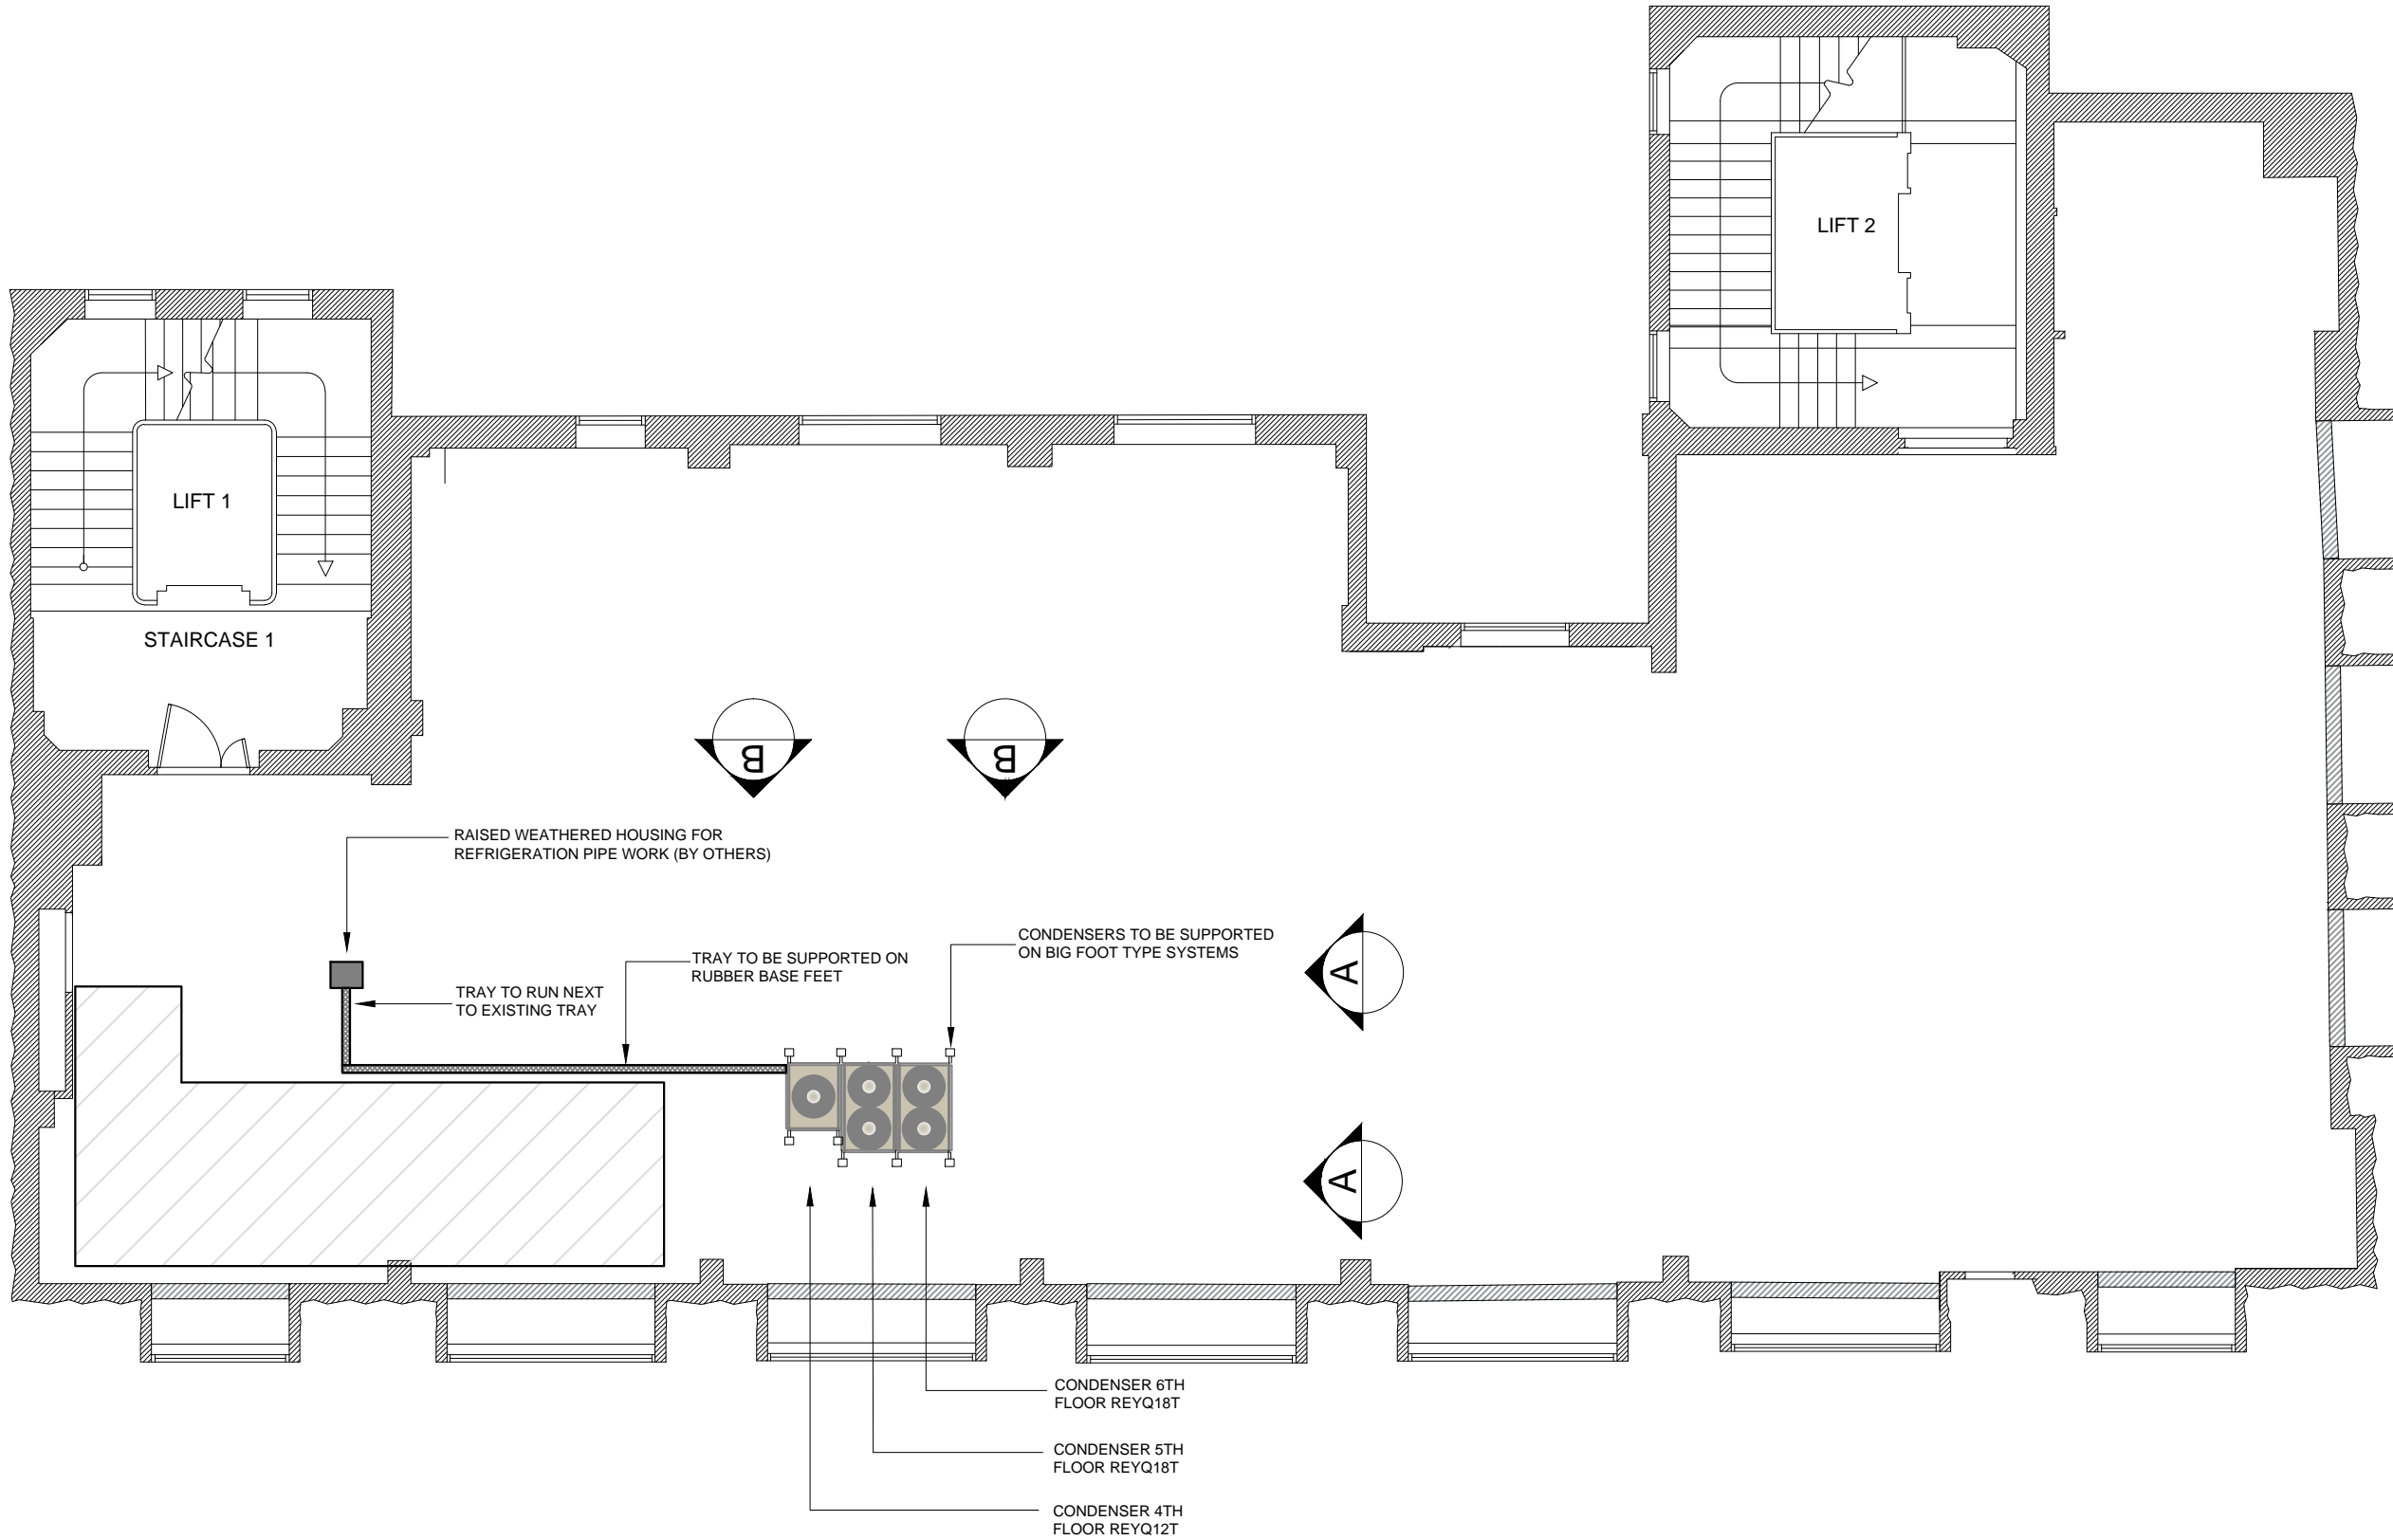 LIFT 2
LIFT 1
STAIRCASE 1
B
B
RAISED WEATHERED HOUSING FOR
REFRIGERATION PIPE WORK (BY OTHERS)
CONDENSERS TO BE SUPPORTED
ON BIG FOOT TYPE SYSTEMS
TRAY TO BE SUPPORTED ON
RUBBER BASE FEET
A
TRAY TO RUN NEXT
TO EXISTING TRAY
A
CONDENSER 6TH
FLOOR REYQ18T
CONDENSER 5TH
FLOOR REYQ18T
CONDENSER 4TH
FLOOR REYQ12T